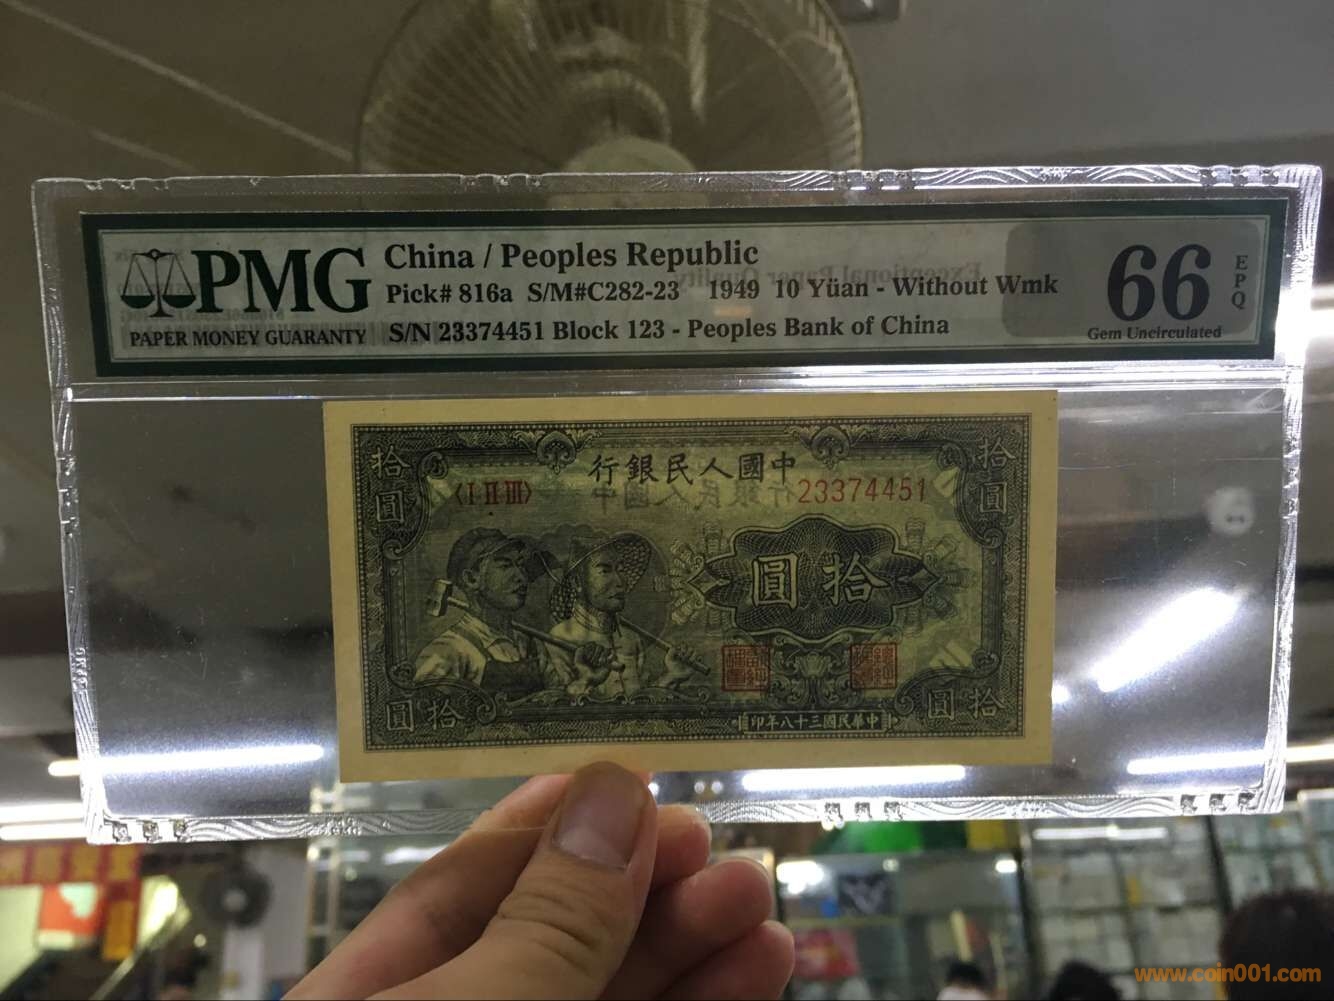 PMG
PAPER MONEY GUARANTY
China / Peoples Republic
Pick# 816a S/M#C282-23 1949 10 Yüan - Without Wmk
S/N 23374451 Block 123 - Peoples Bank of China
66
EPQ
Gem Uncirculated
行銀民人國中
拾圓
拾圓
〈I II III〉
23374451
圓拾
圓拾
圓拾
印年八十三國民華中
www.coin001.com